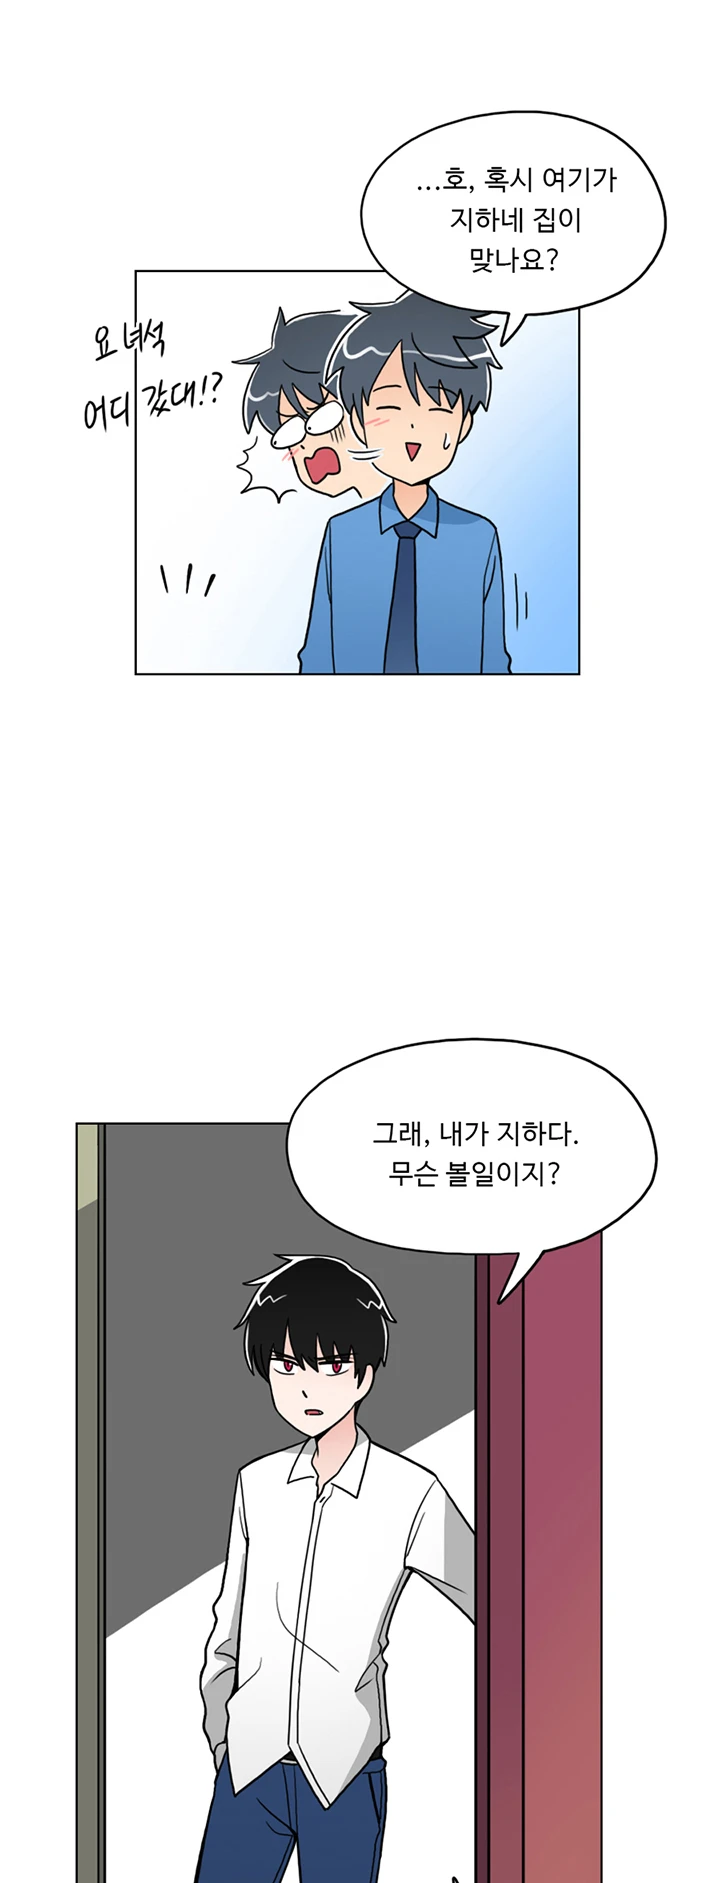 …호, 혹시 여기가
지하네 집이
맞나요?
요 녀석
어디 갔대!?
그래, 내가 지하다.
무슨 볼일이지?